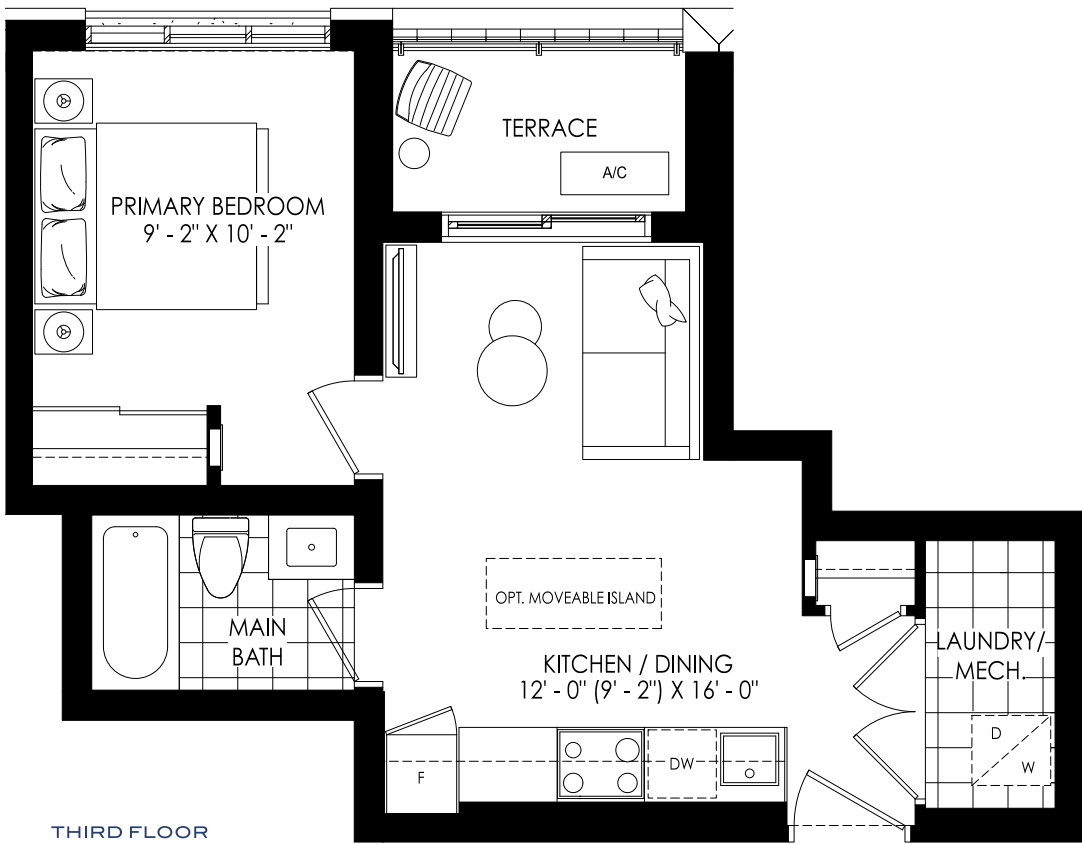 TERRACE
A/C
PRIMARY BEDROOM
9' - 2" X 10' - 2"
OPT. MOVEABLE ISLAND
MAIN
BATH
LAUNDRY/
MECH.
KITCHEN / DINING
12' - 0" (9' - 2") X 16' - 0"
F
DW
D
W
THIRD FLOOR